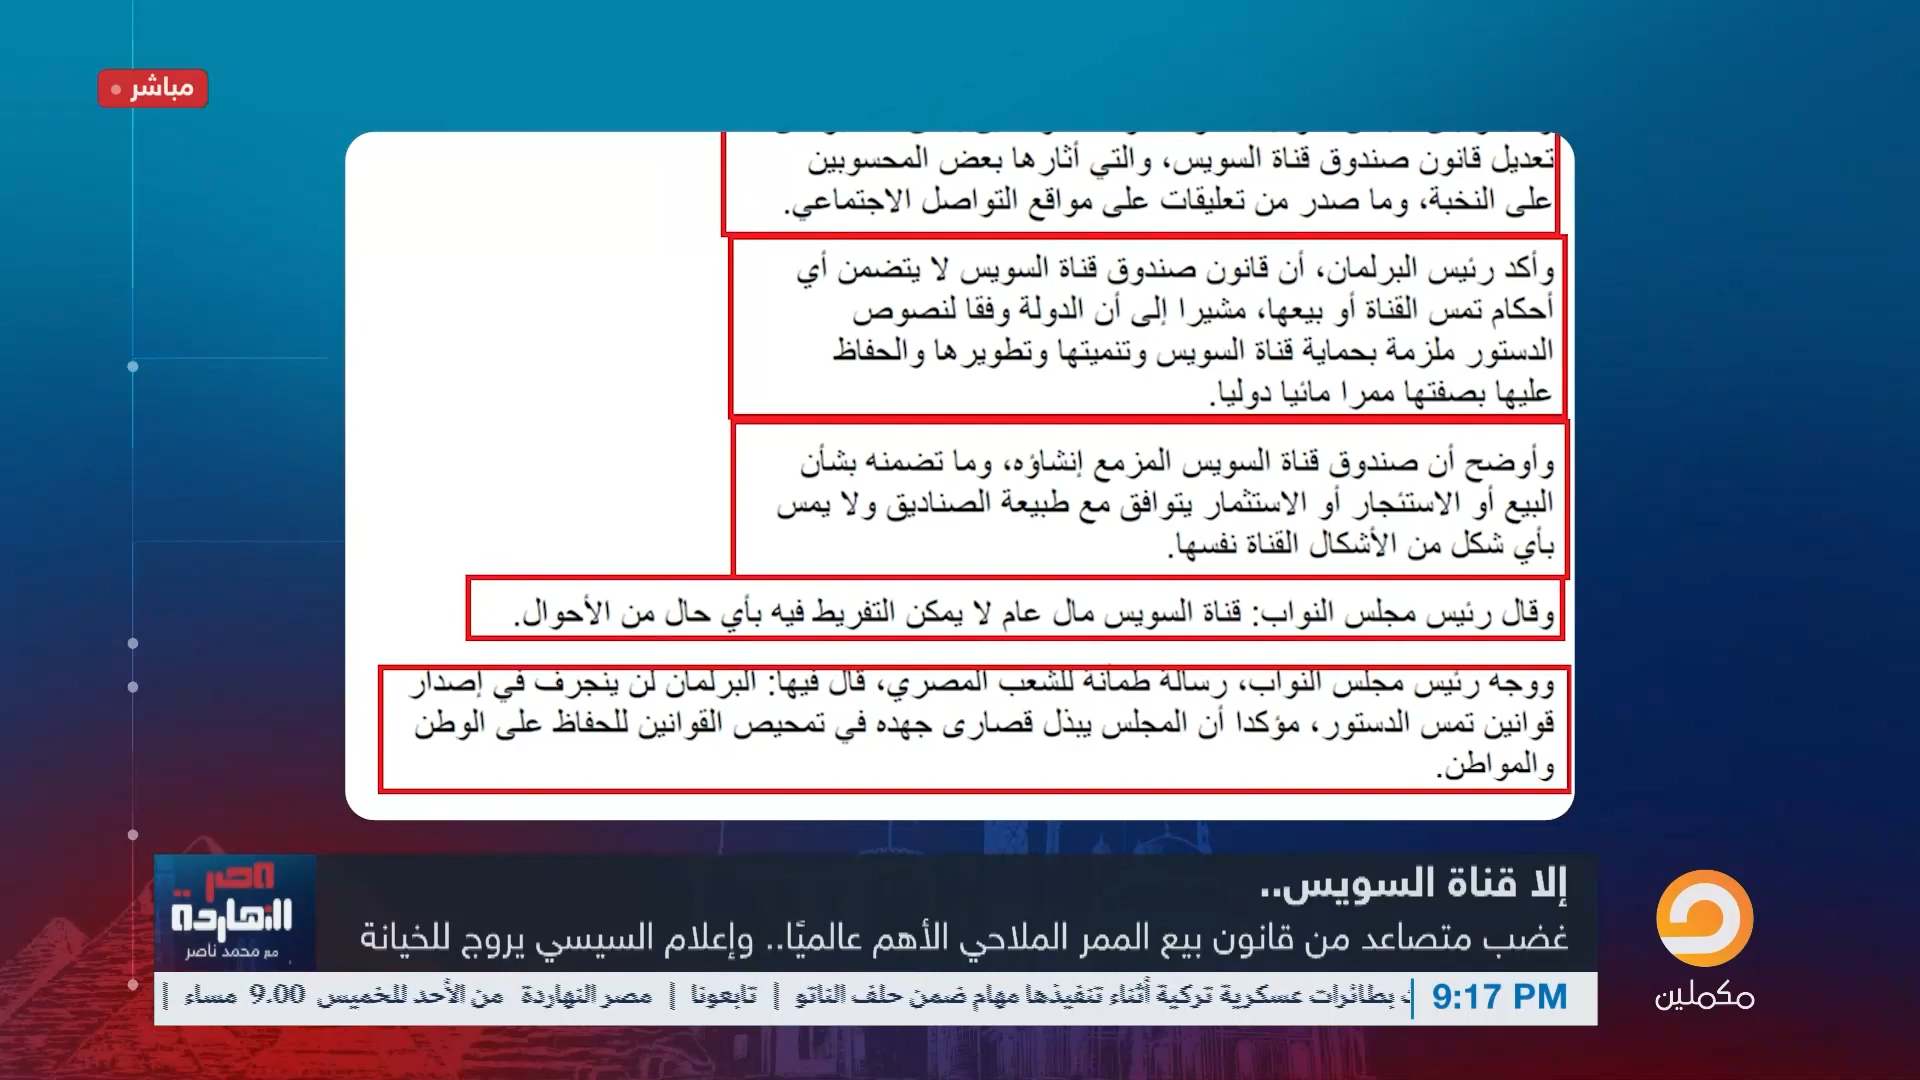 مباشر
تعديل قانون صندوق قناة السويس، والتي أثارها بعض المحسوبين
على النخبة، وما صدر من تعليقات على مواقع التواصل الاجتماعي.
وأكد رئيس البرلمان، أن قانون صندوق قناة السويس لا يتضمن أي
أحكام تمس القناة أو بيعها، مشيرا إلى أن الدولة وفقا لنصوص
الدستور ملزمة بحماية قناة السويس وتنميتها وتطويرها والحفاظ
عليها بصفتها ممرا مائيا دوليا.
وأوضح أن صندوق قناة السويس المزمع إنشاؤه، وما تضمنه بشأن
البيع أو الاستئجار أو الاستثمار يتوافق مع طبيعة الصناديق ولا يمس
بأي شكل من الأشكال القناة نفسها.
وقال رئيس مجلس النواب: قناة السويس مال عام لا يمكن التفريط فيه بأي حال من الأحوال.
ووجه رئيس مجلس النواب، رسالة طمأنة للشعب المصري، قال فيها: البرلمان لن ينجرف في إصدار
قوانين تمس الدستور، مؤكدا أن المجلس يبذل قصارى جهده في تمحيص القوانين للحفاظ على الوطن
والمواطن.
إلا قناة السويس..
غضب متصاعد من قانون بيع الممر الملاحي الأهم عالميًا.. وإعلام السيسي يروج للخيانة
مصر
النهاردة
مع محمد ناصر
9:17 PM
بطائرات عسكرية تركية أثناء تنفيذها مهام ضمن حلف الناتو | تابعونا | مصر النهاردة من الأحد للخميس 9.00 مساء |
مكملين